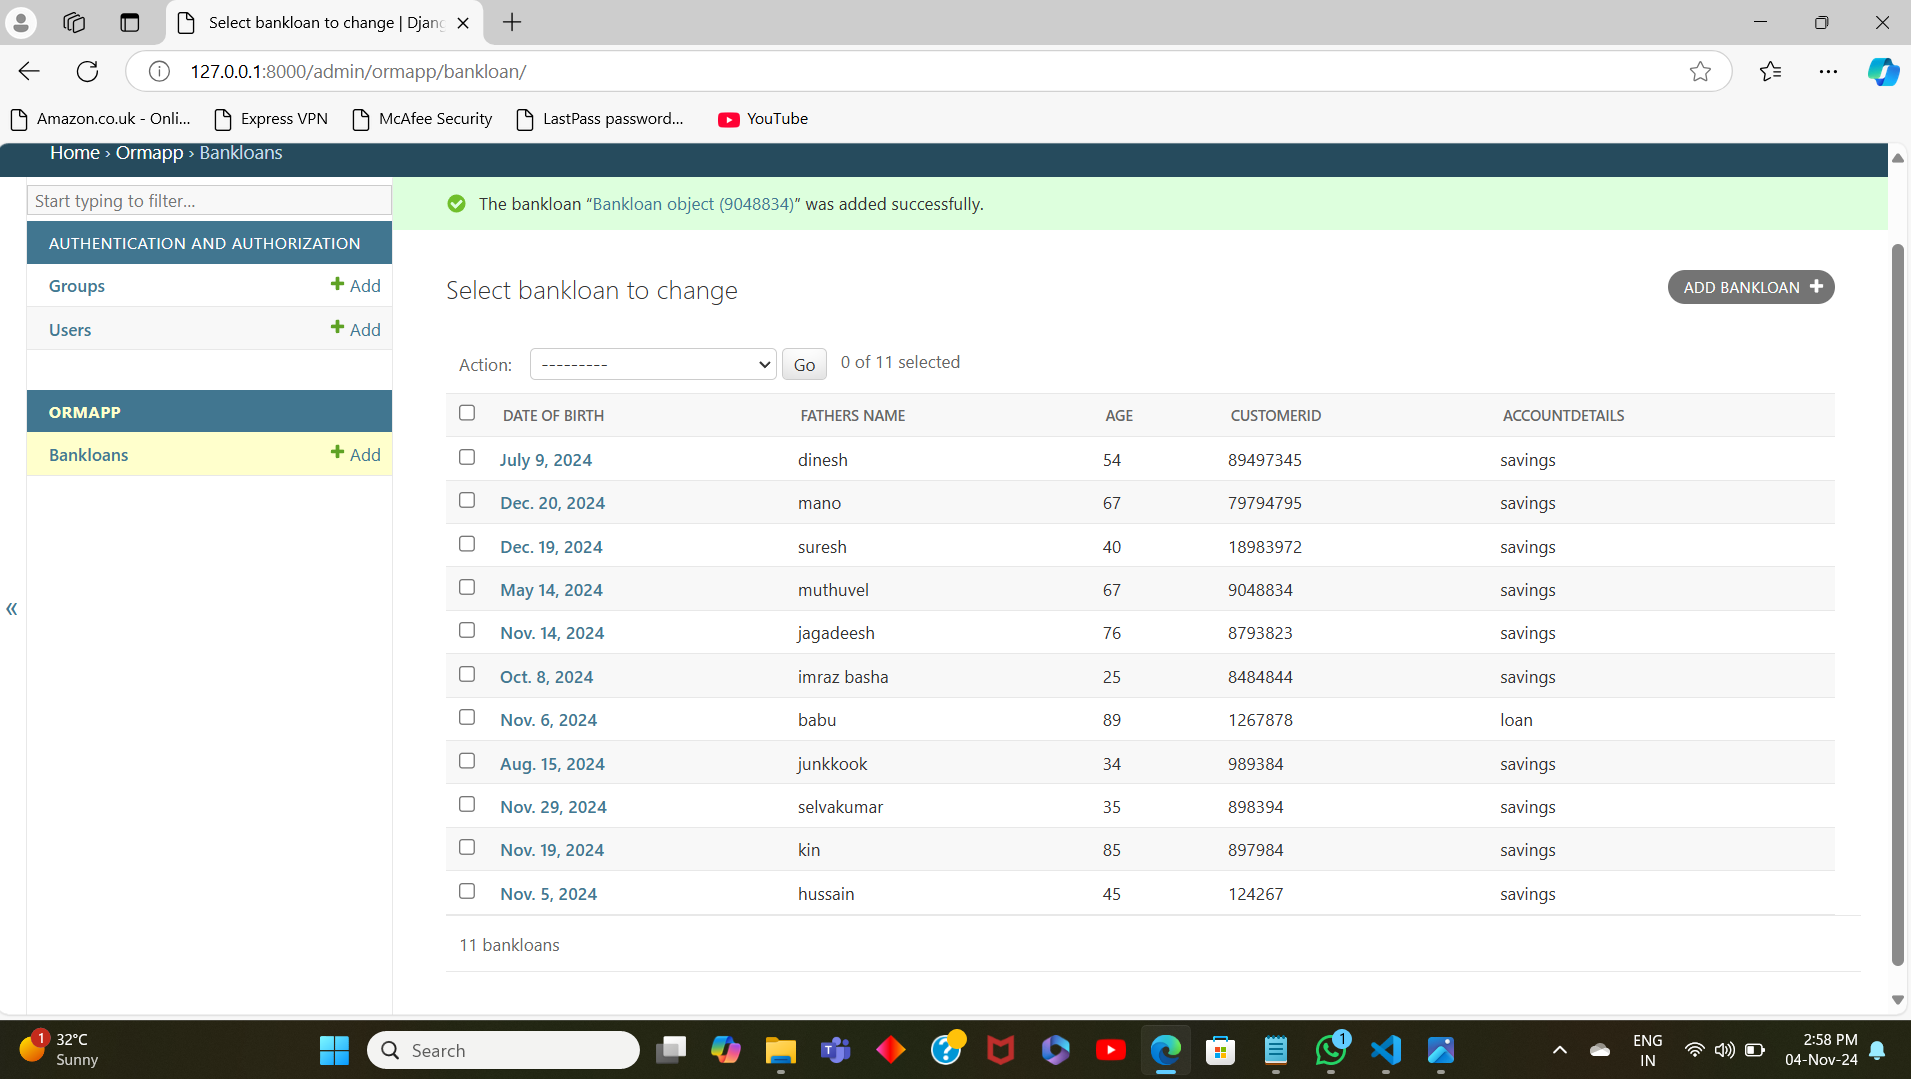 Select bankloan to change | Djang
127.0.0.1:8000/admin/ormapp/bankloan/
Amazon.co.uk - Onli... Express VPN McAfee Security LastPass password... YouTube
Home › Ormapp › Bankloans
Start typing to filter...
AUTHENTICATION AND AUTHORIZATION
Groups + Add
Users + Add
ORMAPP
Bankloans + Add
«
The bankloan “Bankloan object (9048834)” was added successfully.
Select bankloan to change
ADD BANKLOAN +
Action: --------- Go 0 of 11 selected
DATE OF BIRTH FATHERS NAME AGE CUSTOMERID ACCOUNTDETAILS
July 9, 2024 dinesh 54 89497345 savings
Dec. 20, 2024 mano 67 79794795 savings
Dec. 19, 2024 suresh 40 18983972 savings
May 14, 2024 muthuvel 67 9048834 savings
Nov. 14, 2024 jagadeesh 76 8793823 savings
Oct. 8, 2024 imraz basha 25 8484844 savings
Nov. 6, 2024 babu 89 1267878 loan
Aug. 15, 2024 junkkook 34 989384 savings
Nov. 29, 2024 selvakumar 35 898394 savings
Nov. 19, 2024 kin 85 897984 savings
Nov. 5, 2024 hussain 45 124267 savings
11 bankloans
1
32°C
Sunny
Search
1
ENG
IN
2:58 PM
04-Nov-24